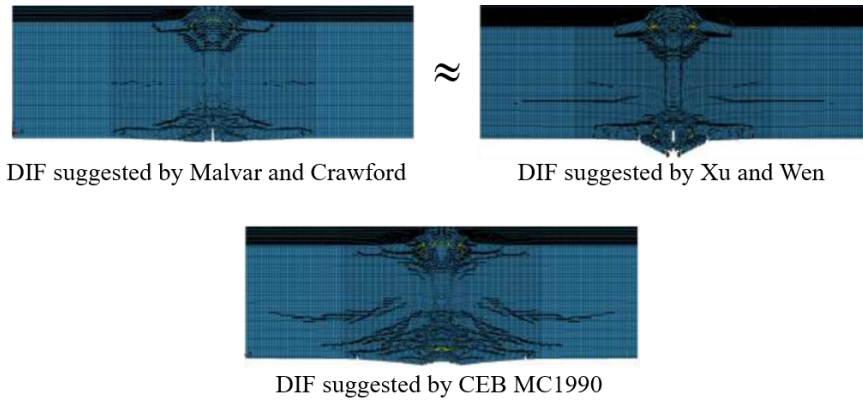 ≈
DIF suggested by Malvar and Crawford
DIF suggested by Xu and Wen
DIF suggested by CEB MC1990